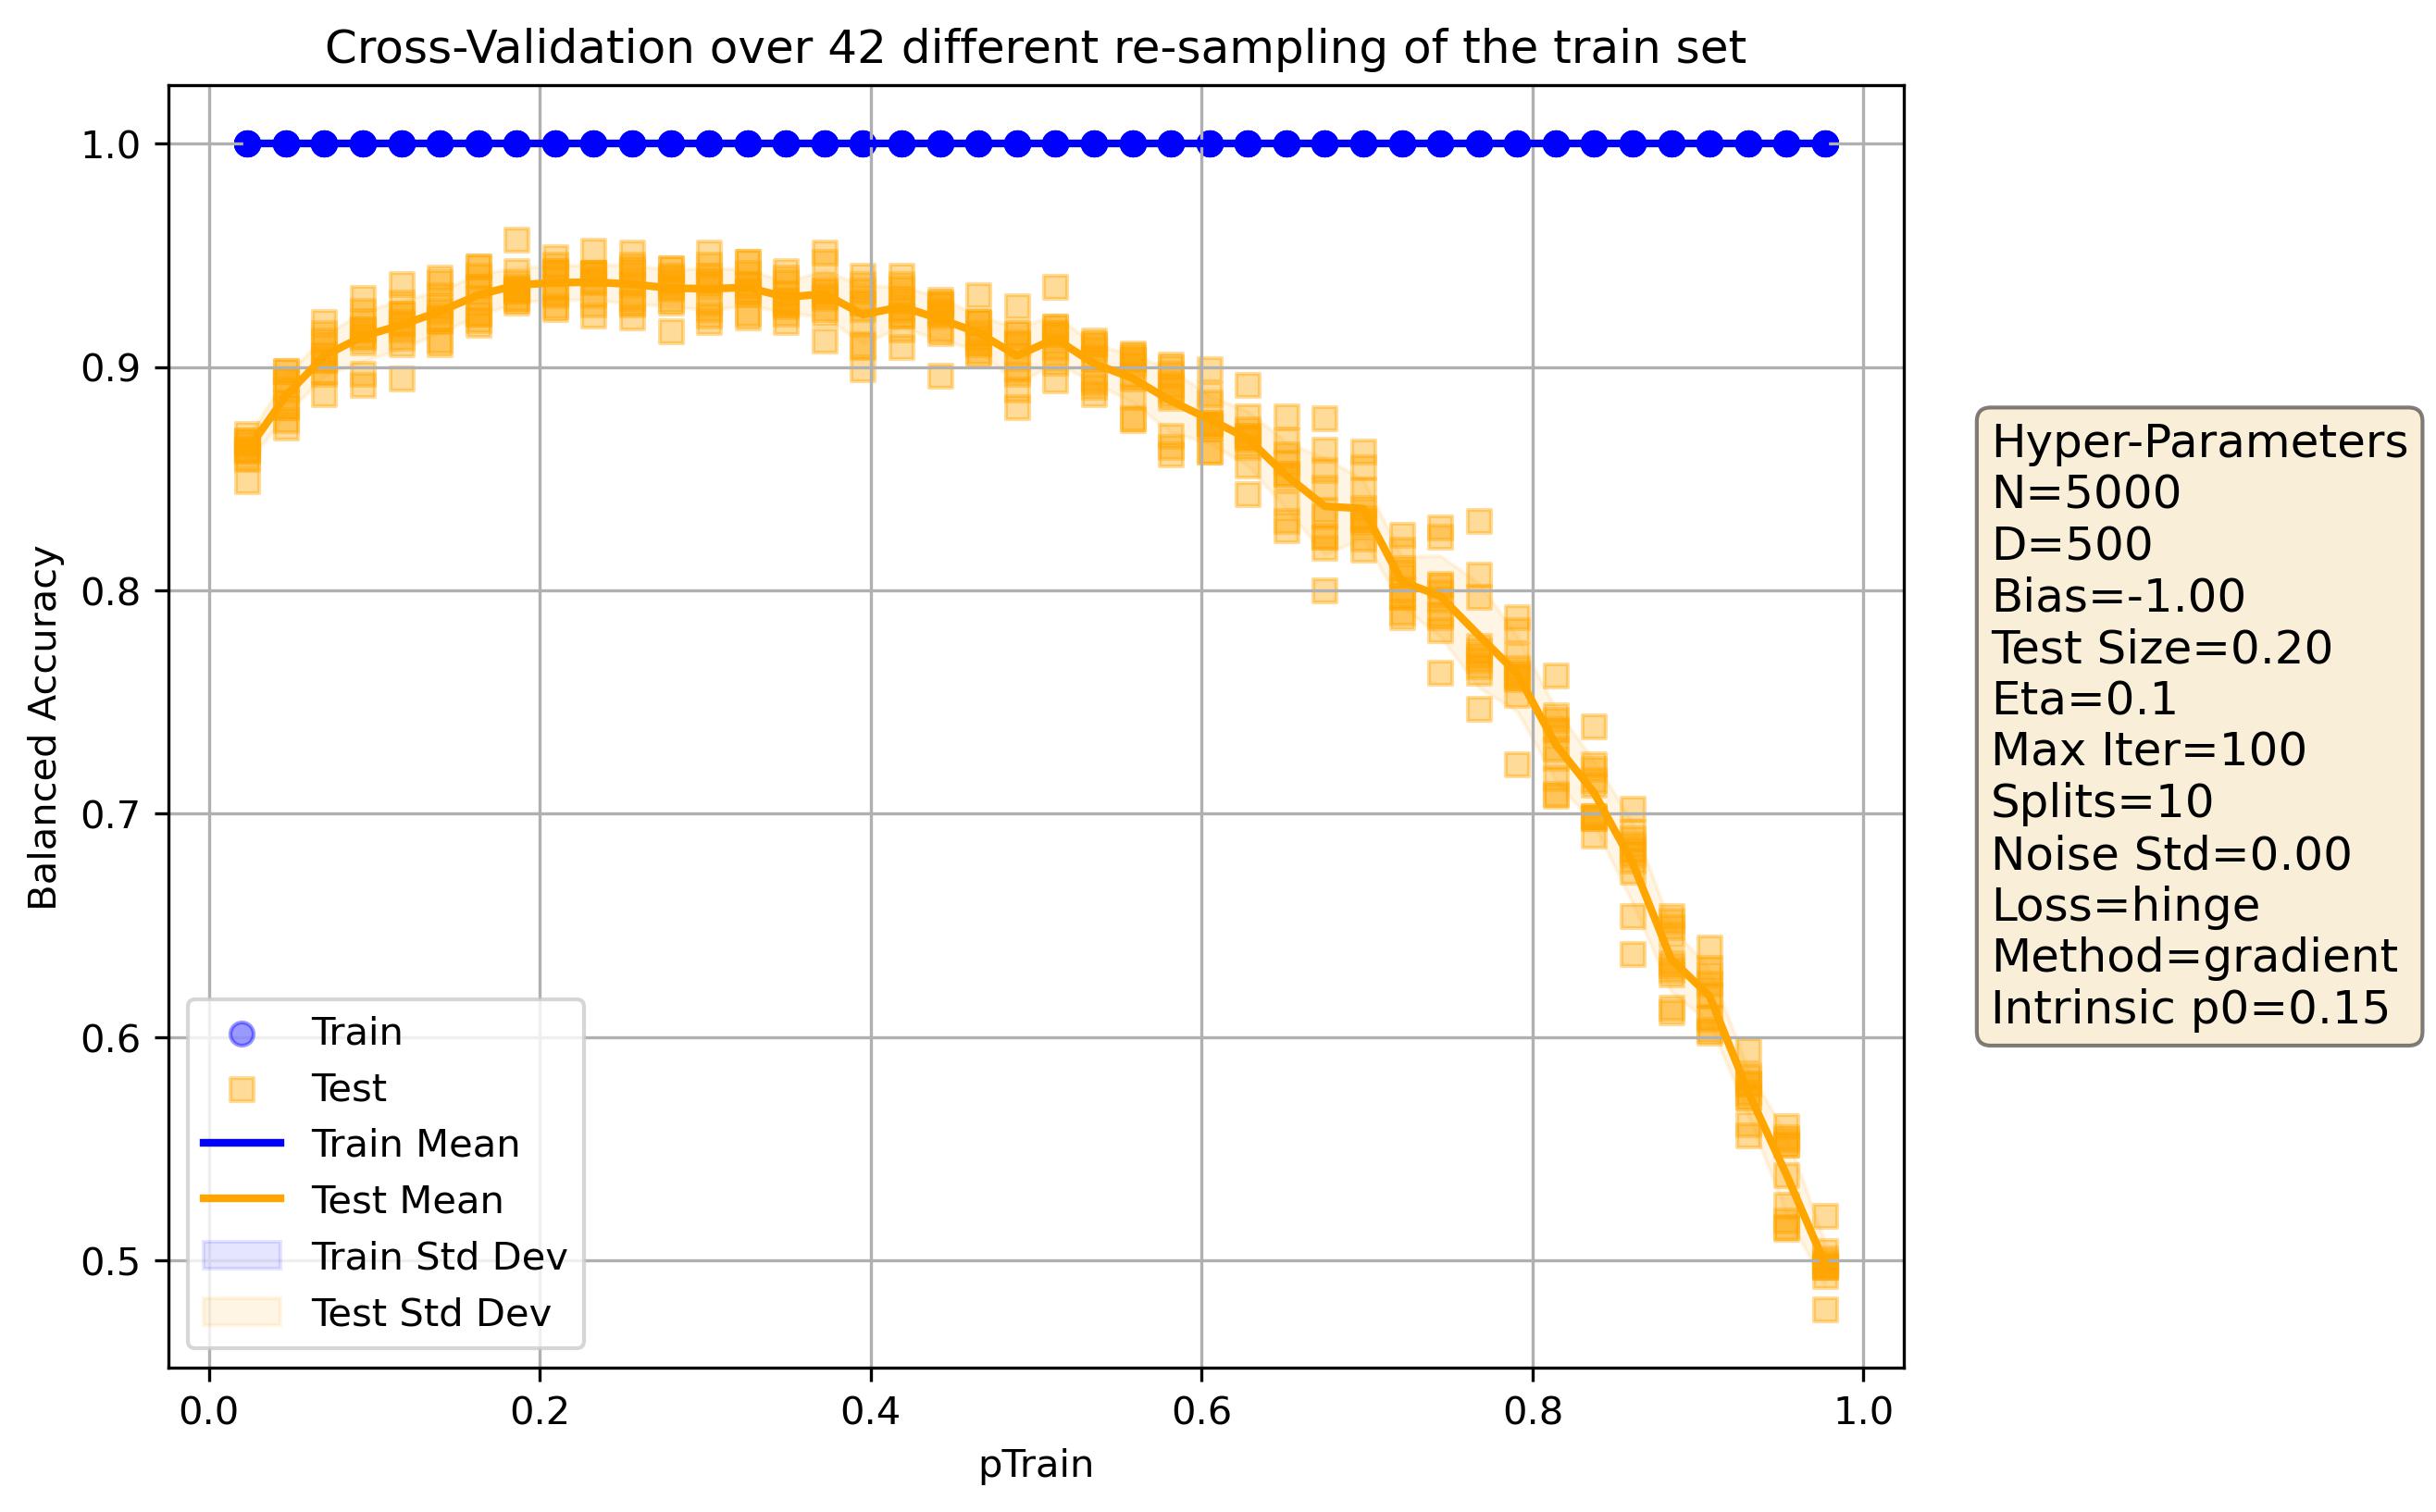 Cross-Validation over 42 different re-sampling of the train set
Balanced Accuracy
1.0
0.9
0.8
0.7
0.6
0.5
0.0
0.2
0.4
0.6
0.8
1.0
pTrain
Train
Test
Train Mean
Test Mean
Train Std Dev
Test Std Dev
Hyper-Parameters
N=5000
D=500
Bias=-1.00
Test Size=0.20
Eta=0.1
Max Iter=100
Splits=10
Noise Std=0.00
Loss=hinge
Method=gradient
Intrinsic p0=0.15